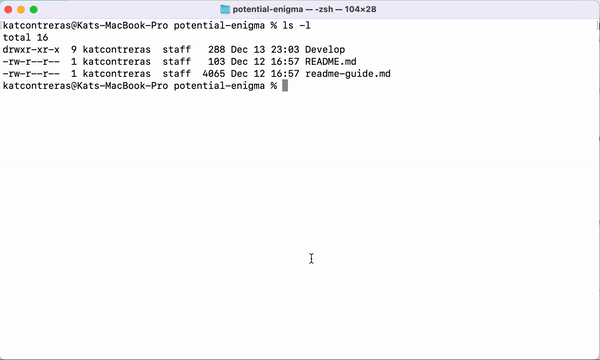 potential-enigma — -zsh — 104×28
katcontreras@Kats-MacBook-Pro potential-enigma % ls -l
total 16
drwxr-xr-x  9 katcontreras  staff   288 Dec 13 23:03 Develop
-rw-r--r--  1 katcontreras  staff   103 Dec 12 16:57 README.md
-rw-r--r--  1 katcontreras  staff  4065 Dec 12 16:57 readme-guide.md
katcontreras@Kats-MacBook-Pro potential-enigma %